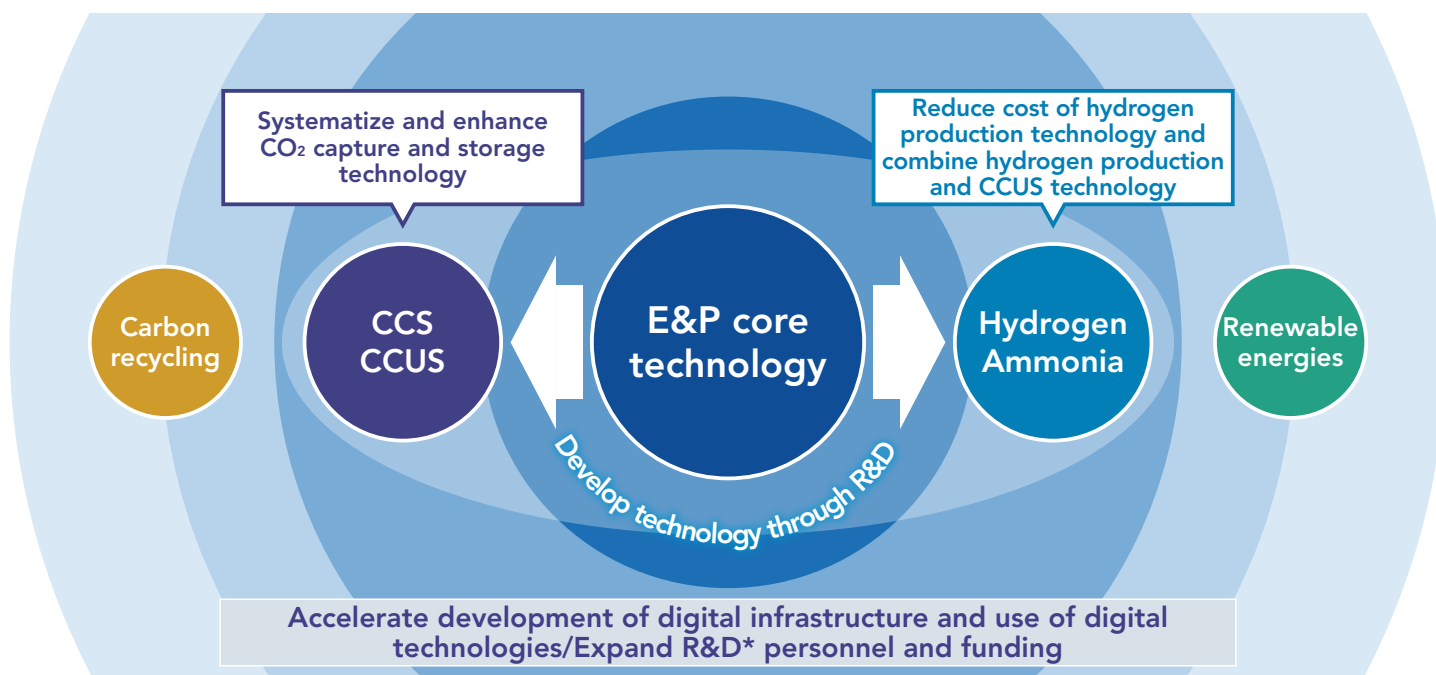 Systematize and enhance
CO₂ capture and storage
technology
Reduce cost of hydrogen
production technology and
combine hydrogen production
and CCUS technology
Carbon
recycling
CCS
CCUS
E&P core
technology
Hydrogen
Ammonia
Renewable
energies
Develop technology through R&D
Accelerate development of digital infrastructure and use of digital
technologies/Expand R&D* personnel and funding